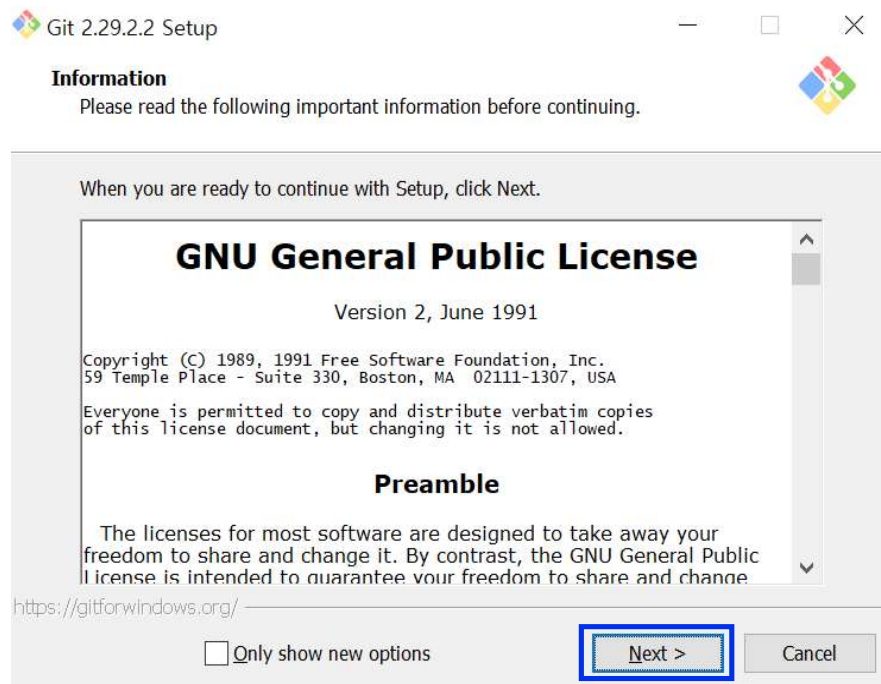 Git 2.29.2.2 Setup
Information
Please read the following important information before continuing.
When you are ready to continue with Setup, click Next.
GNU General Public License
Version 2, June 1991
Copyright (C) 1989, 1991 Free Software Foundation, Inc.
59 Temple Place - Suite 330, Boston, MA  02111-1307, USA
Everyone is permitted to copy and distribute verbatim copies
of this license document, but changing it is not allowed.
Preamble
The licenses for most software are designed to take away your
freedom to share and change it. By contrast, the GNU General Public
License is intended to guarantee your freedom to share and change
https://gitforwindows.org/
Only show new options
Next >
Cancel